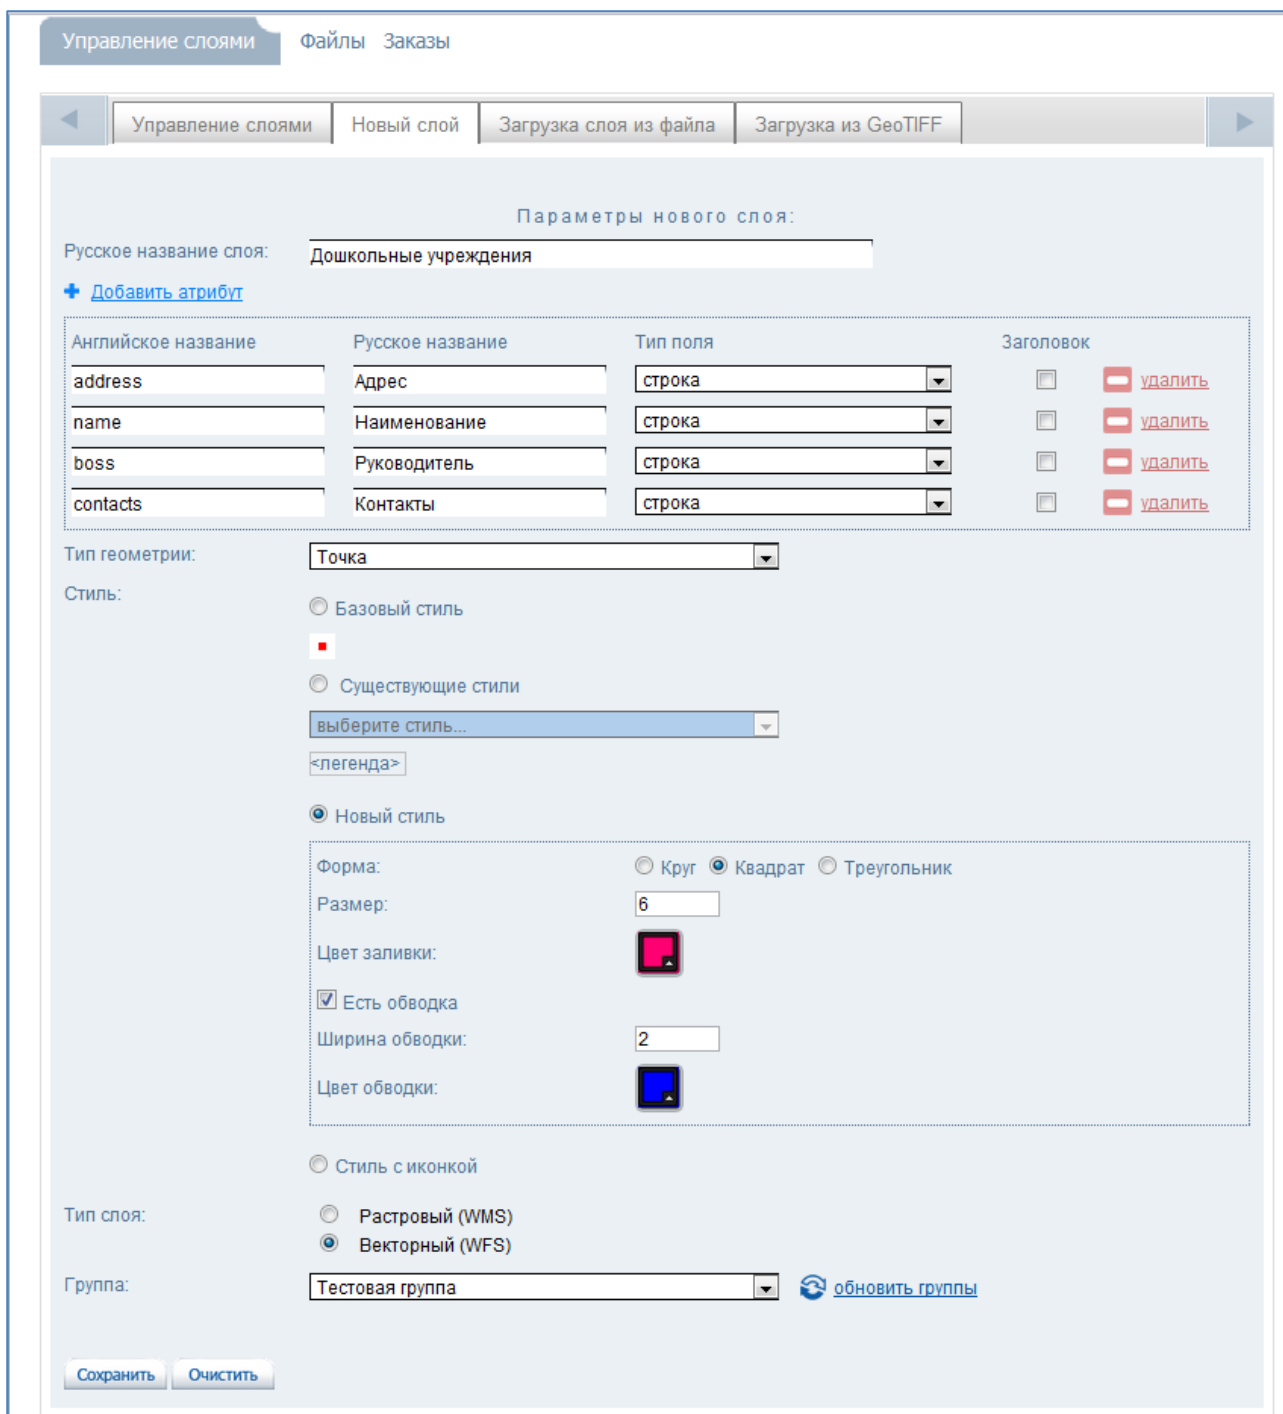 Управление слоями Файлы Заказы
Управление слоями Новый слой Загрузка слоя из файла Загрузка из GeoTIFF
Параметры нового слоя:
Русское название слоя: Дошкольные учреждения
Добавить атрибут
Английское название Русское название Тип поля Заголовок
address Адрес строка удалить
name Наименование строка удалить
boss Руководитель строка удалить
contacts Контакты строка удалить
Тип геометрии: Точка
Стиль:
Базовый стиль
Существующие стили
выберите стиль...
<легенда>
Новый стиль
Форма: Круг Квадрат Треугольник
Размер: 6
Цвет заливки:
Есть обводка
Ширина обводки: 2
Цвет обводки:
Стиль с иконкой
Тип слоя: Растровый (WMS)
Векторный (WFS)
Группа: Тестовая группа обновить группы
Сохранить Очистить